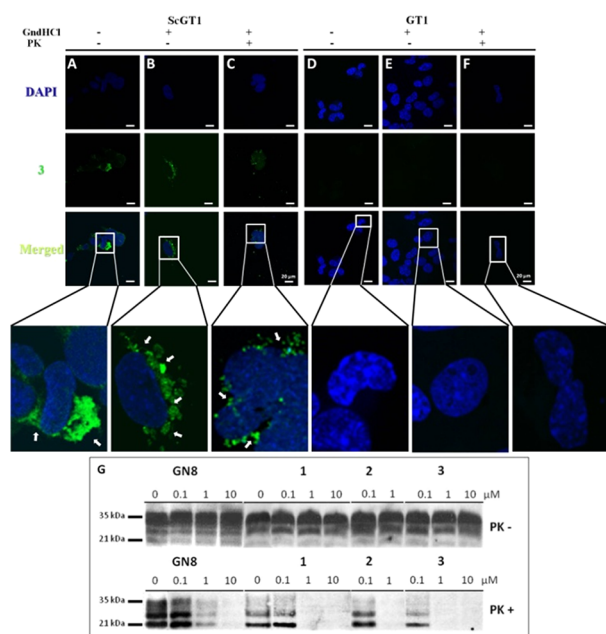 ScGT1 GT1
GndHCl - + + - + +
PK - - + - - +
A B C D E F
DAPI
3
Merged
20 µm 20 µm
G GN8 1 2 3
0 0.1 1 10 0 0.1 1 10 0.1 1 0.1 1 10 µM
35 kDa
PK -
21 kDa
GN8 1 2 3
0 0.1 1 10 0 0.1 1 10 0.1 1 0.1 1 10 µM
35 kDa
PK +
21 kDa